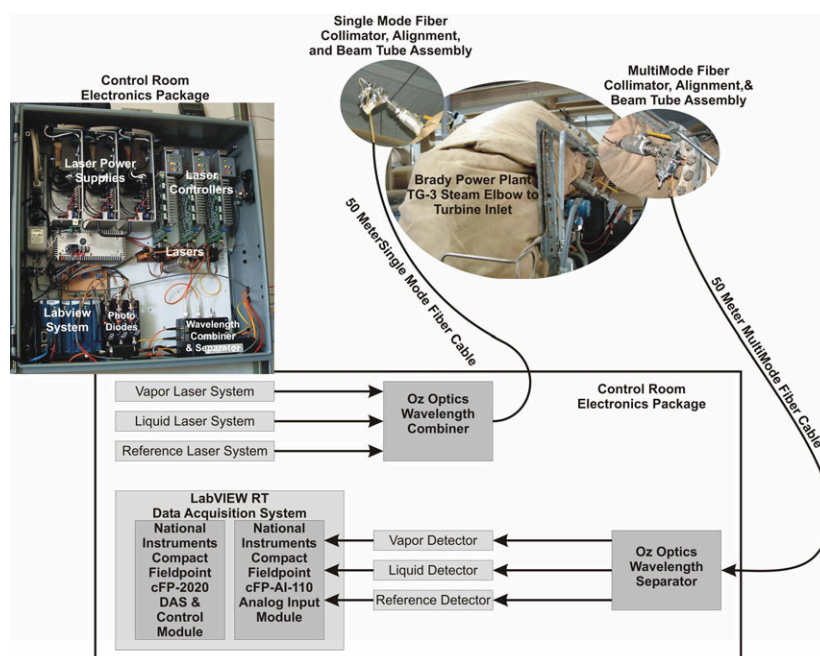 Single Mode Fiber
Collimator, Alignment,
and Beam Tube Assembly
MultiMode Fiber
Collimator, Alignment,&
Beam Tube Assembly
Control Room
Electronics Package
Laser Power
Supplies
Laser
Controllers
Lasers
Labview
System
Photo
Diodes
Wavelength
Combiner
& Separator
Brady Power Plant
TG-3 Steam Elbow to
Turbine Inlet
50 MeterSingle Mode Fiber Cable
50 Meter MultiMode Fiber Cable
Control Room
Electronics Package
Vapor Laser System
Liquid Laser System
Reference Laser System
Oz Optics
Wavelength
Combiner
LabVIEW RT
Data Acquisition System
National
Instruments
Compact
Fieldpoint
cFP-2020
DAS &
Control
Module
National
Instruments
Compact
Fieldpoint
cFP-AI-110
Analog Input
Module
Vapor Detector
Liquid Detector
Reference Detector
Oz Optics
Wavelength
Separator